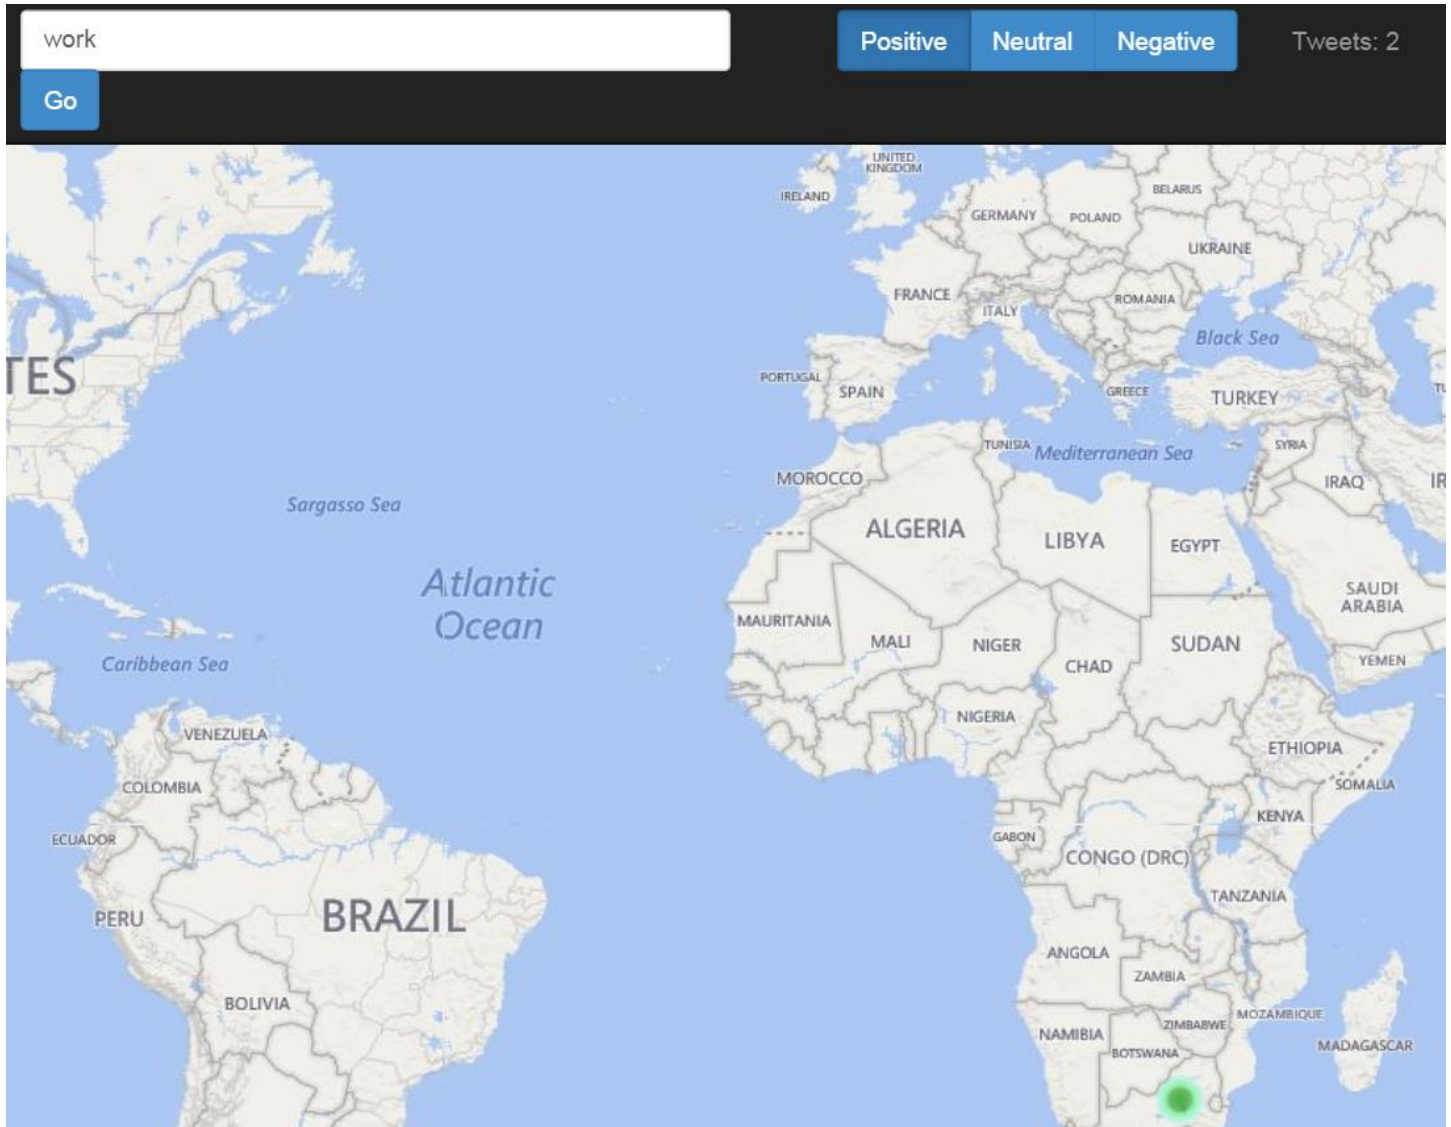 work
Positive Neutral Negative Tweets: 2
Go
UNITED
KINGDOM
IRELAND
BELARUS
GERMANY
POLAND
UKRAINE
FRANCE
ROMANIA
ITALY
Black Sea
TES
PORTUGAL
SPAIN
GREECE
TURKEY
TU
TUNISIA
Mediterranean Sea
SYRIA
MOROCCO
IRAQ
IR
Sargasso Sea
ALGERIA
LIBYA
EGYPT
Atlantic
Ocean
SAUDI
ARABIA
MAURITANIA
MALI
NIGER
SUDAN
CHAD
YEMEN
Caribbean Sea
NIGERIA
VENEZUELA
ETHIOPIA
COLOMBIA
SOMALIA
KENYA
ECUADOR
GABON
CONGO (DRC)
TANZANIA
PERU
BRAZIL
ANGOLA
ZAMBIA
BOLIVIA
MOZAMBIQUE
ZIMBABWE
NAMIBIA
MADAGASCAR
BOTSWANA